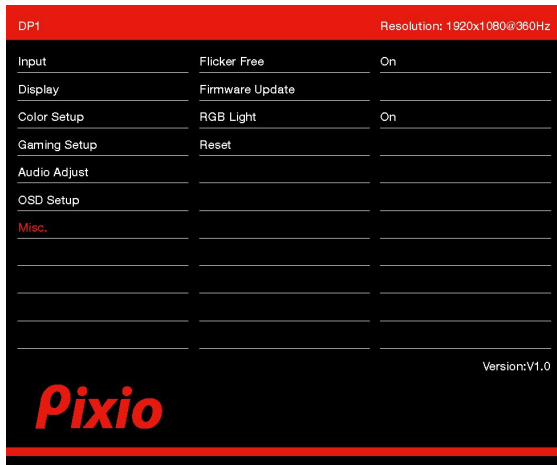 DP1 Resolution: 1920x1080@360Hz
Input Flicker Free On
Display Firmware Update
Color Setup RGB Light On
Gaming Setup Reset
Audio Adjust
OSD Setup
Misc.
Version:V1.0
Pixio